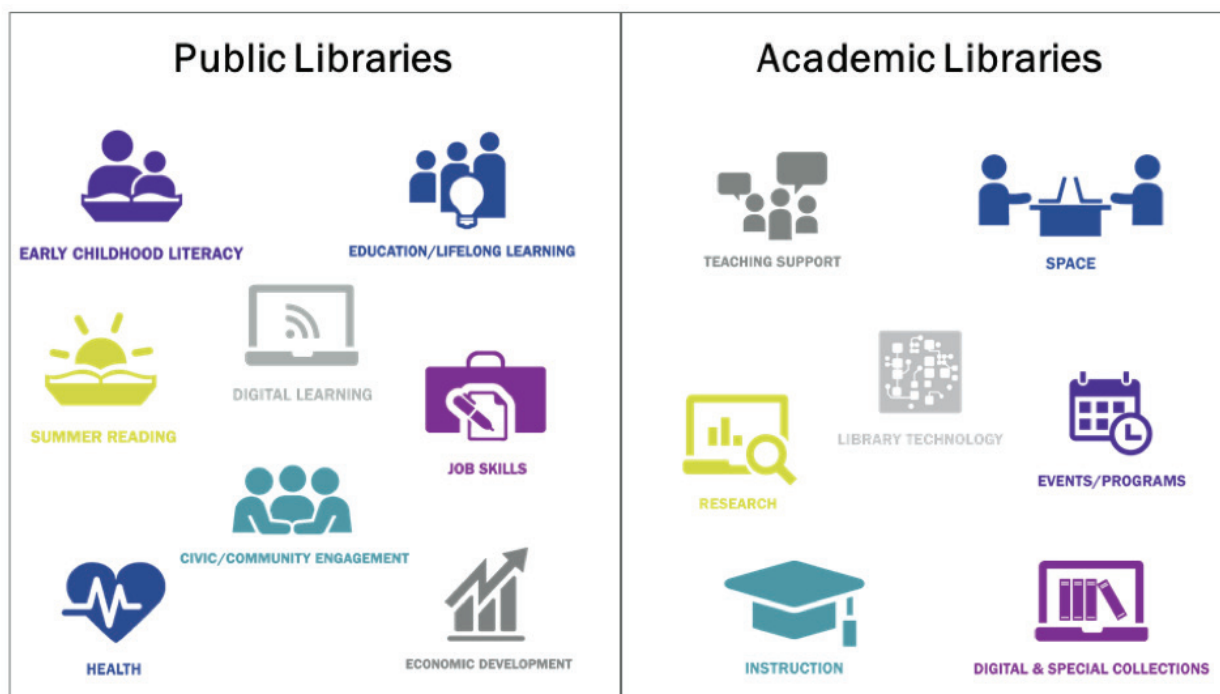 Public Libraries
EARLY CHILDHOOD LITERACY
EDUCATION/LIFELONG LEARNING
DIGITAL LEARNING
SUMMER READING
JOB SKILLS
CIVIC/COMMUNITY ENGAGEMENT
HEALTH
ECONOMIC DEVELOPMENT
Academic Libraries
TEACHING SUPPORT
SPACE
LIBRARY TECHNOLOGY
RESEARCH
EVENTS/PROGRAMS
INSTRUCTION
DIGITAL & SPECIAL COLLECTIONS